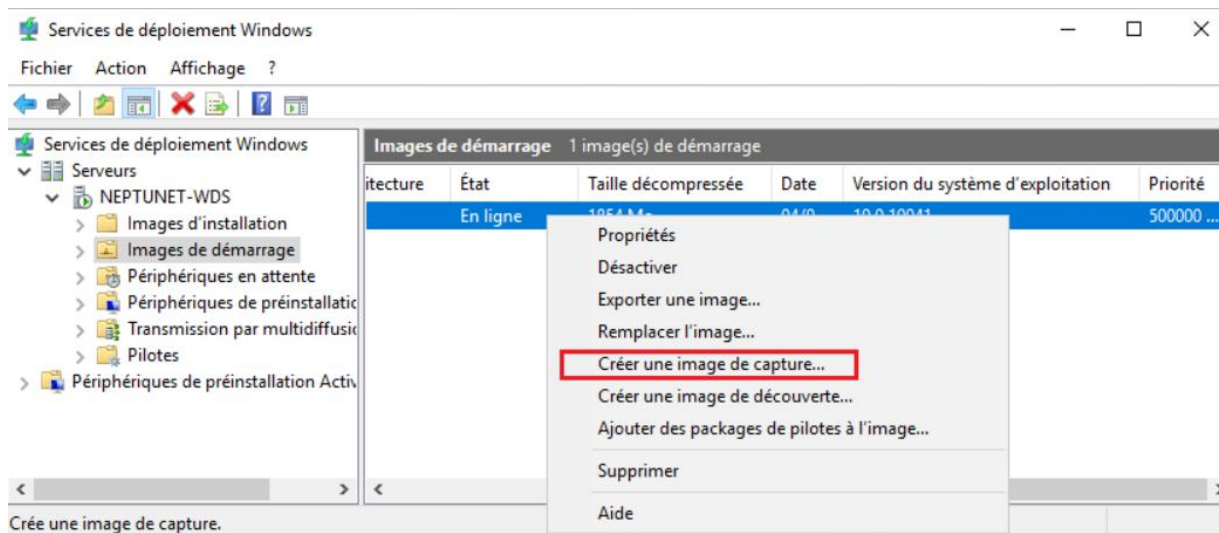 Services de déploiement Windows
Fichier Action Affichage ?
Services de déploiement Windows
Serveurs
NEPTUNET-WDS
Images d'installation
Images de démarrage
Périphériques en attente
Périphériques de préinstallatic
Transmission par multidiffusio
Pilotes
Périphériques de préinstallation Activ
Images de démarrage 1 image(s) de démarrage
itecture État Taille décompressée Date Version du système d'exploitation Priorité
En ligne 1854 Mo 500000 ...
Propriétés
Désactiver
Exporter une image...
Remplacer l'image...
Créer une image de capture...
Créer une image de découverte...
Ajouter des packages de pilotes à l'image...
Supprimer
Aide
Crée une image de capture.